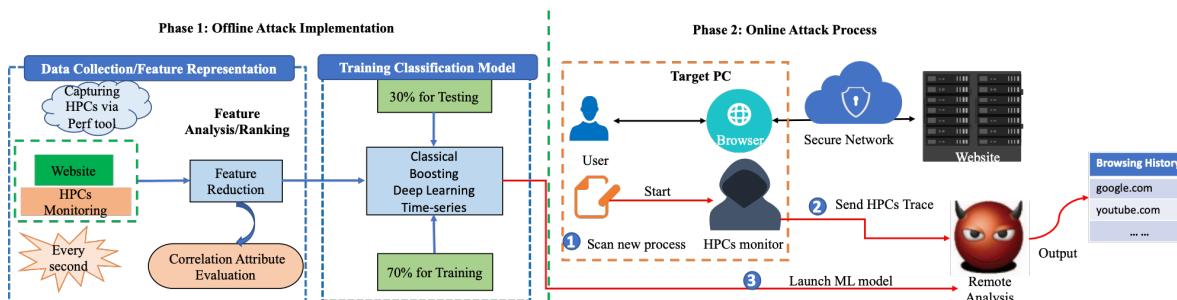 Phase 1: Offline Attack Implementation
Data Collection/Feature Representation
Capturing
HPCs via
Perf tool
Feature
Analysis/Ranking
Website
HPCs
Monitoring
Feature
Reduction
Every
second
Correlation Attribute
Evaluation
Training Classification Model
30% for Testing
Classical
Boosting
Deep Learning
Time-series
70% for Training
Phase 2: Online Attack Process
Target PC
User
Browser
Secure Network
Website
Start
1 Scan new process
HPCs monitor
2 Send HPCs Trace
3 Launch ML model
Remote
Analysis
Output
Browsing History
google.com
youtube.com
... ...